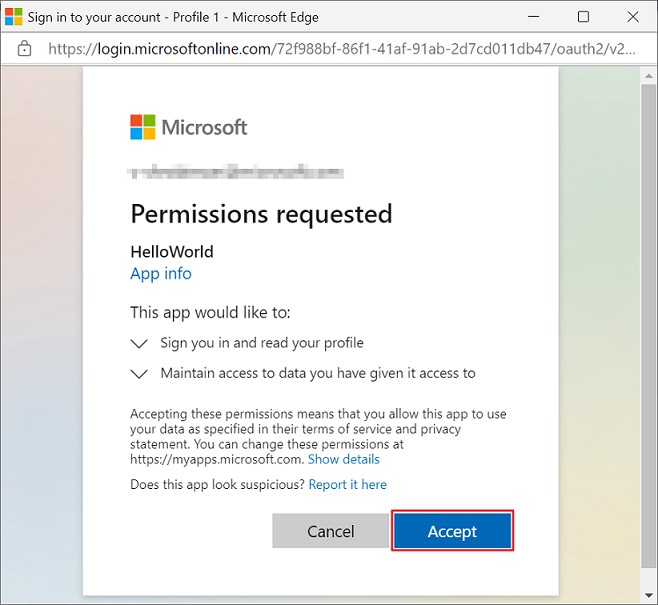 Sign in to your account - Profile 1 - Microsoft Edge
https://login.microsoftonline.com/72f988bf-86f1-41af-91ab-2d7cd011db47/oauth2/v2...
Microsoft
Permissions requested
HelloWorld
App info
This app would like to:
Sign you in and read your profile
Maintain access to data you have given it access to
Accepting these permissions means that you allow this app to use
your data as specified in their terms of service and privacy
statement. You can change these permissions at
https://myapps.microsoft.com. Show details
Does this app look suspicious? Report it here
Cancel Accept